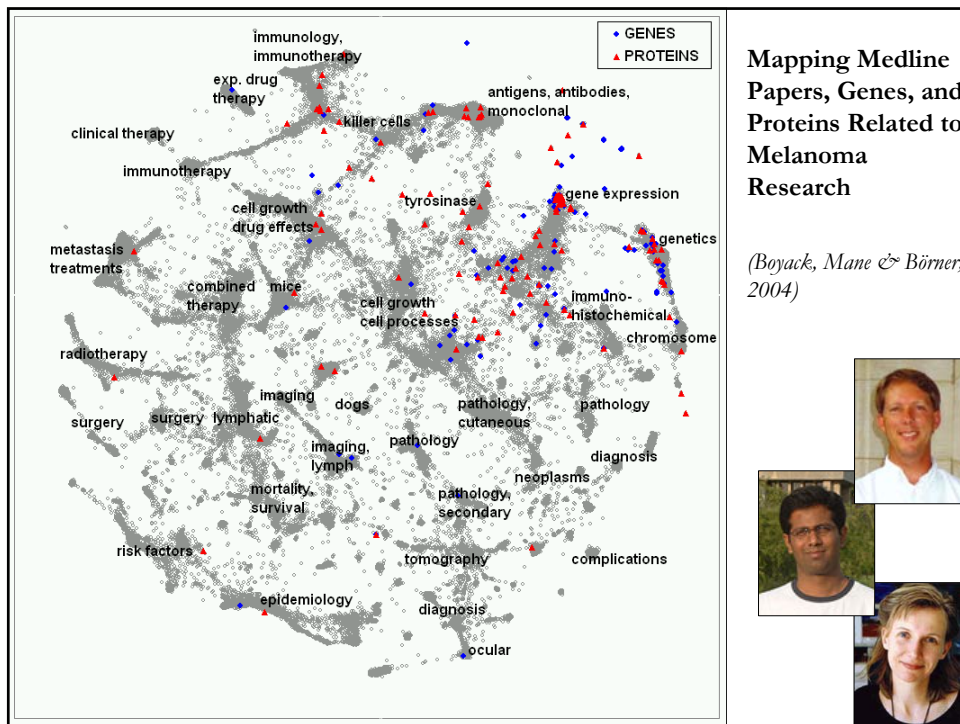 GENES
PROTEINS
immunology,
immunotherapy
exp. drug
therapy
antigens, antibodies,
monoclonal
clinical therapy
killer cells
immunotherapy
gene expression
tyrosinase
cell growth
drug effects
genetics
metastasis
treatments
combined
therapy
mice
cell growth
cell processes
immuno-
histochemical
chromosome
radiotherapy
imaging
dogs
surgery
surgery
lymphatic
pathology,
cutaneous
pathology
imaging,
lymph
pathology
diagnosis
neoplasms
mortality,
survival
pathology,
secondary
risk factors
tomography
complications
epidemiology
diagnosis
ocular
Mapping Medline
Papers, Genes, and
Proteins Related to
Melanoma
Research
(Boyack, Mane & Börner,
2004)